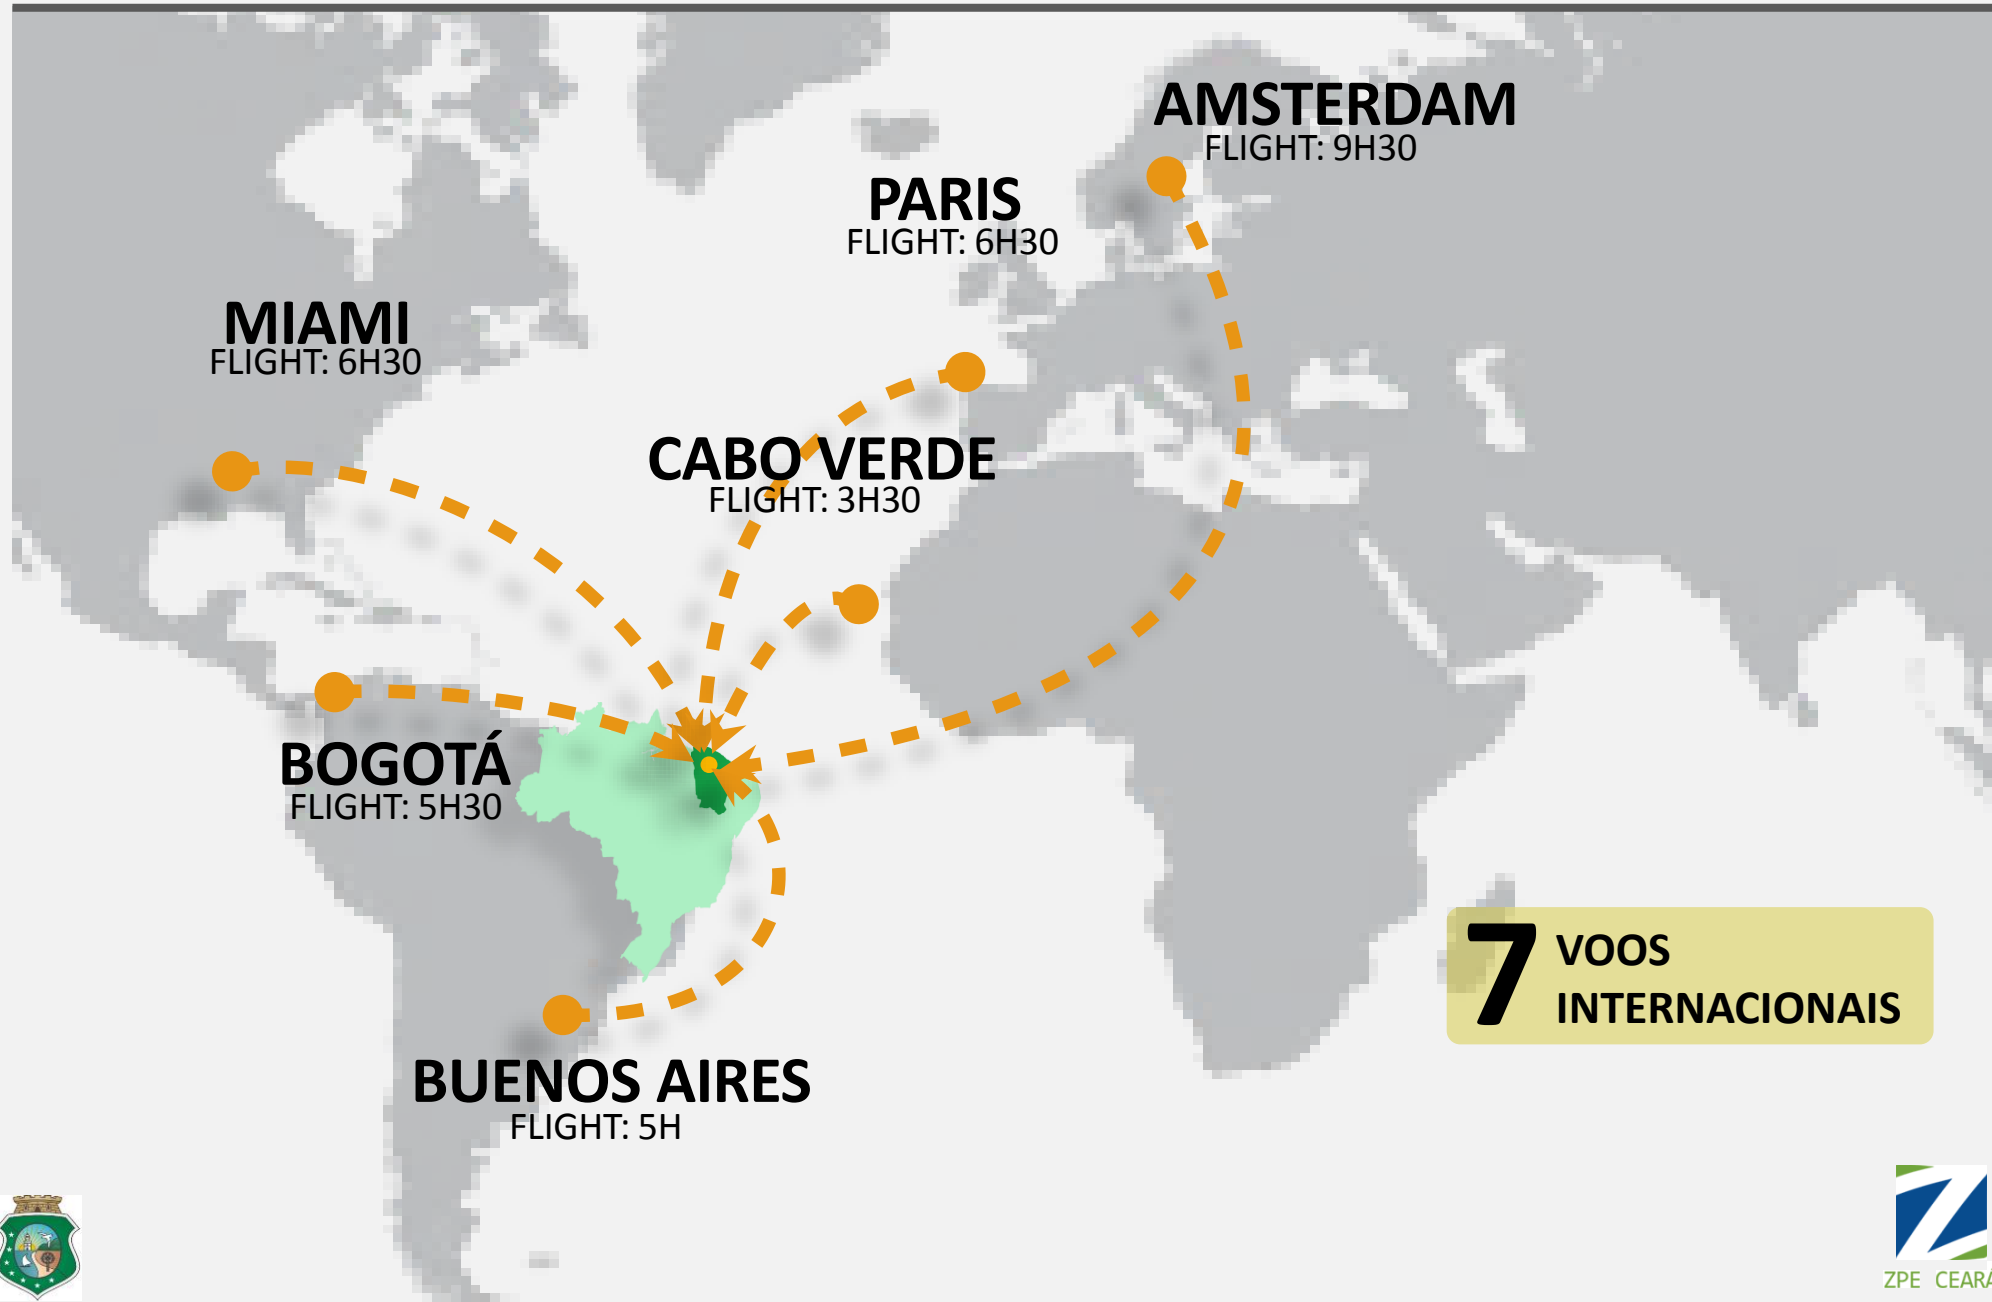 AMSTERDAM
FLIGHT: 9H30
PARIS
FLIGHT: 6H30
MIAMI
FLIGHT: 6H30
CABO VERDE
FLIGHT: 3H30
BOGOTÁ
FLIGHT: 5H30
7 VOOS
INTERNACIONAIS
BUENOS AIRES
FLIGHT: 5H
ZPE CEARÁ